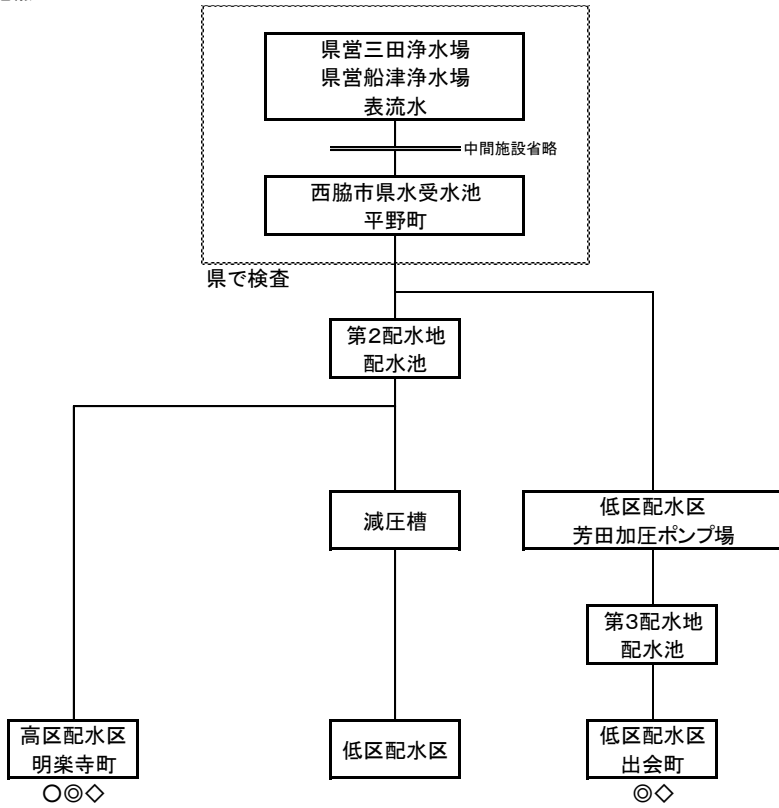 県営三田浄水場
県営船津浄水場
表流水
中間施設省略
西脇市県水受水池
平野町
県で検査
第2配水地
配水池
減圧槽
低区配水区
芳田加圧ポンプ場
第3配水地
配水池
高区配水区
明楽寺町
○◎◇
低区配水区
低区配水区
出会町
◎◇